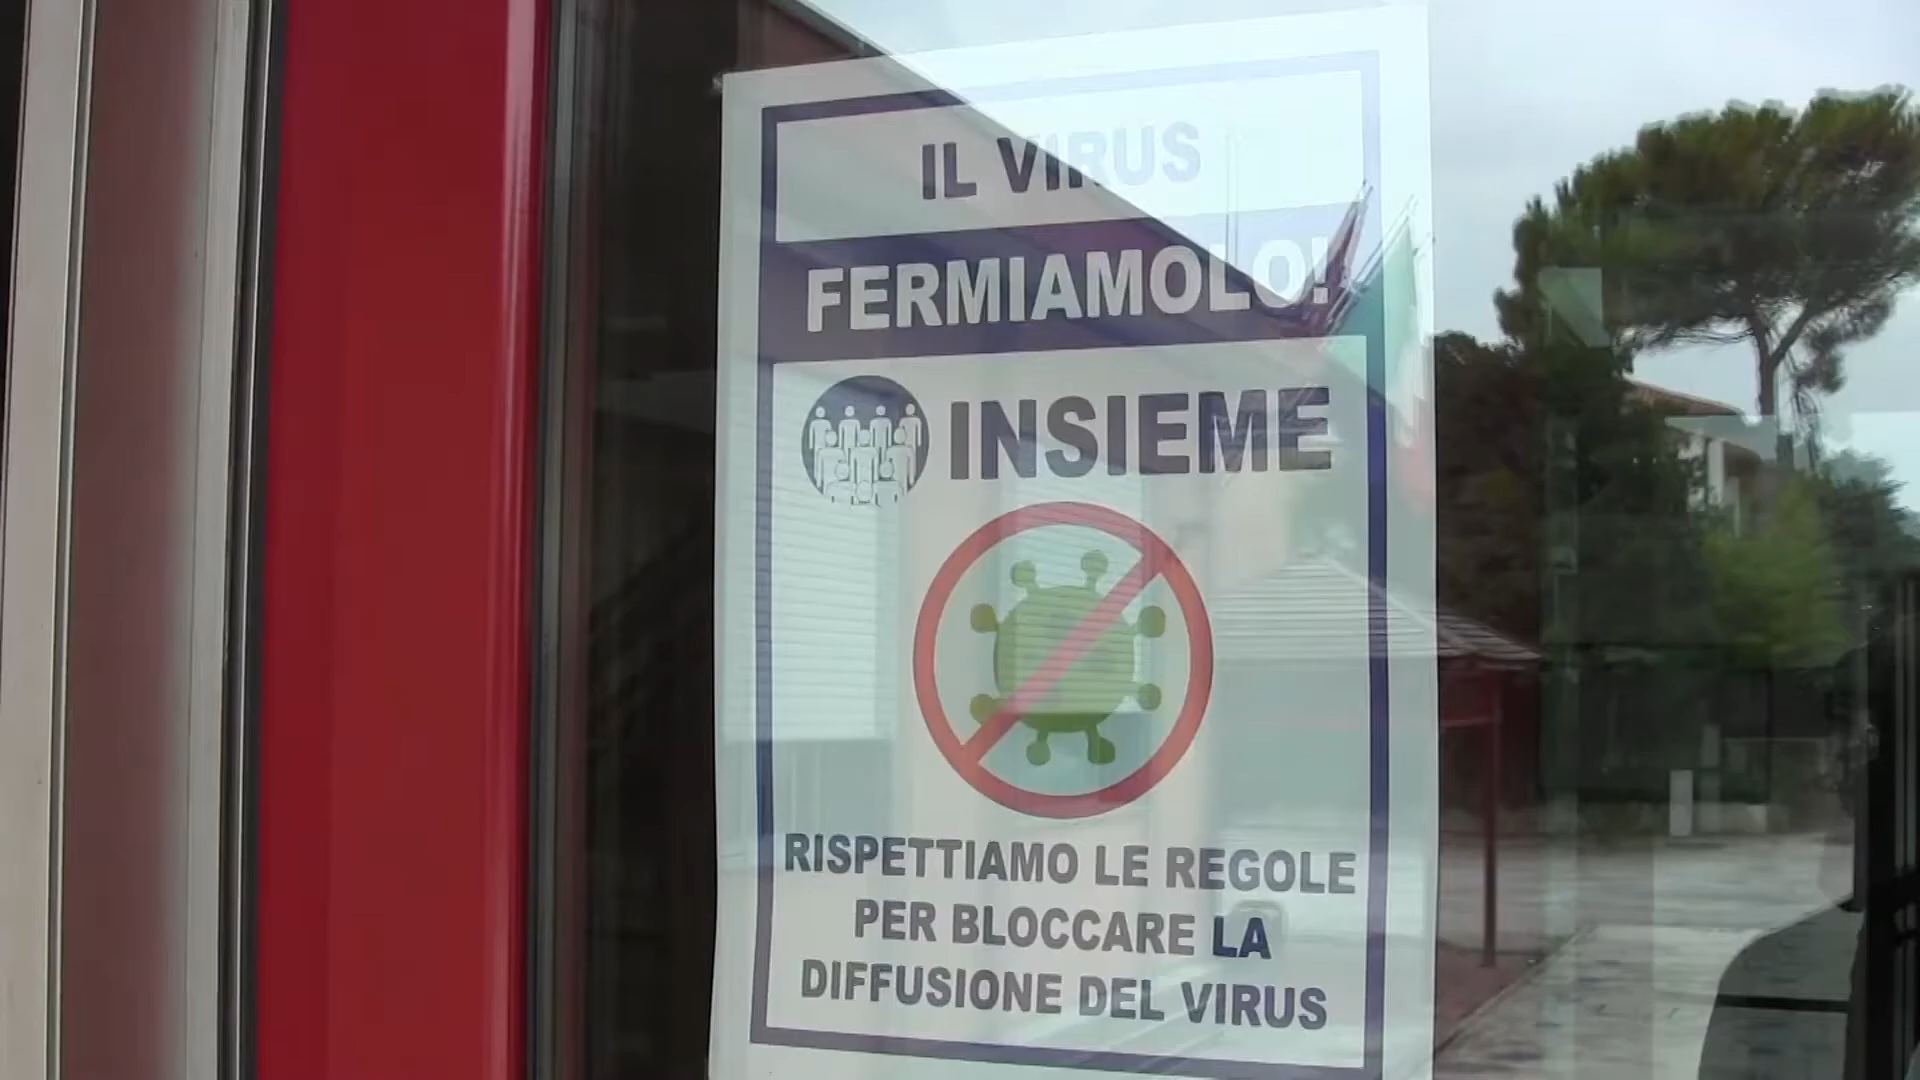 IL VIRUS
FERMIAMOLO!
INSIEME
RISPETTIAMO LE REGOLE
PER BLOCCARE LA
DIFFUSIONE DEL VIRUS